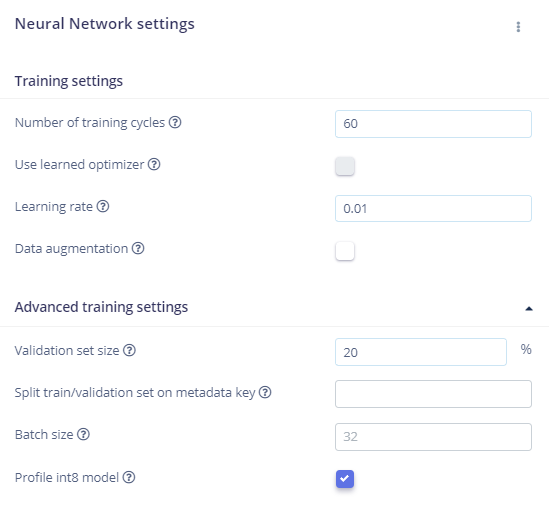 Neural Network settings
Training settings
Number of training cycles ?
60
Use learned optimizer ?
Learning rate ?
0.01
Data augmentation ?
Advanced training settings
Validation set size ?
20
%
Split train/validation set on metadata key ?
Batch size ?
32
Profile int8 model ?